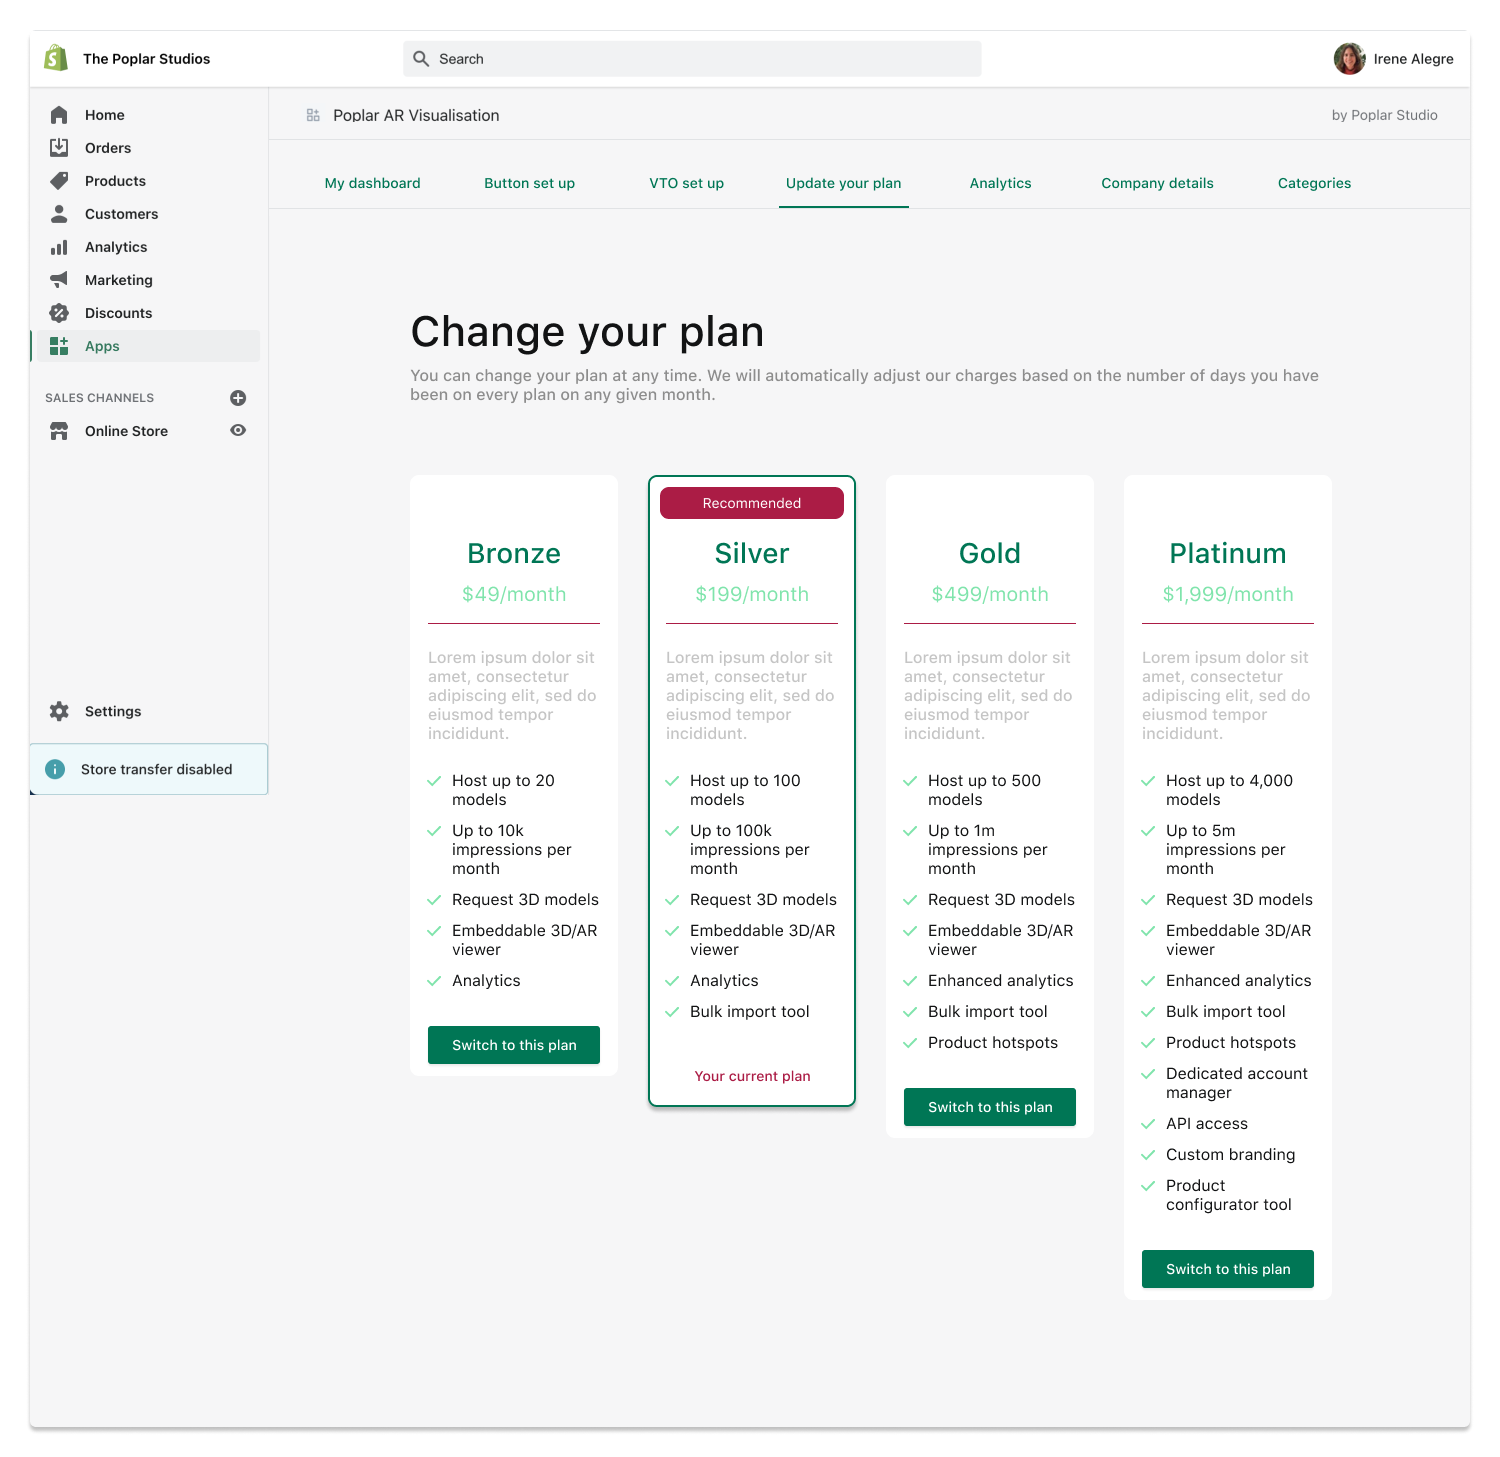 The Poplar Studios
Search
Irene Alegre
Home
Orders
Products
Customers
Analytics
Marketing
Discounts
Apps
SALES CHANNELS
Online Store
Settings
Store transfer disabled
Poplar AR Visualisation
by Poplar Studio
My dashboard
Button set up
VTO set up
Update your plan
Analytics
Company details
Categories
Change your plan
You can change your plan at any time. We will automatically adjust our charges based on the number of days you have
been on every plan on any given month.
Bronze
$49/month
Lorem ipsum dolor sit
amet, consectetur
adipiscing elit, sed do
eiusmod tempor
incididunt.
Host up to 20
models
Up to 10k
impressions per
month
Request 3D models
Embeddable 3D/AR
viewer
Analytics
Switch to this plan
Recommended
Silver
$199/month
Lorem ipsum dolor sit
amet, consectetur
adipiscing elit, sed do
eiusmod tempor
incididunt.
Host up to 100
models
Up to 100k
impressions per
month
Request 3D models
Embeddable 3D/AR
viewer
Analytics
Bulk import tool
Your current plan
Gold
$499/month
Lorem ipsum dolor sit
amet, consectetur
adipiscing elit, sed do
eiusmod tempor
incididunt.
Host up to 500
models
Up to 1m
impressions per
month
Request 3D models
Embeddable 3D/AR
viewer
Enhanced analytics
Bulk import tool
Product hotspots
Switch to this plan
Platinum
$1,999/month
Lorem ipsum dolor sit
amet, consectetur
adipiscing elit, sed do
eiusmod tempor
incididunt.
Host up to 4,000
models
Up to 5m
impressions per
month
Request 3D models
Embeddable 3D/AR
viewer
Enhanced analytics
Bulk import tool
Product hotspots
Dedicated account
manager
API access
Custom branding
Product
configurator tool
Switch to this plan